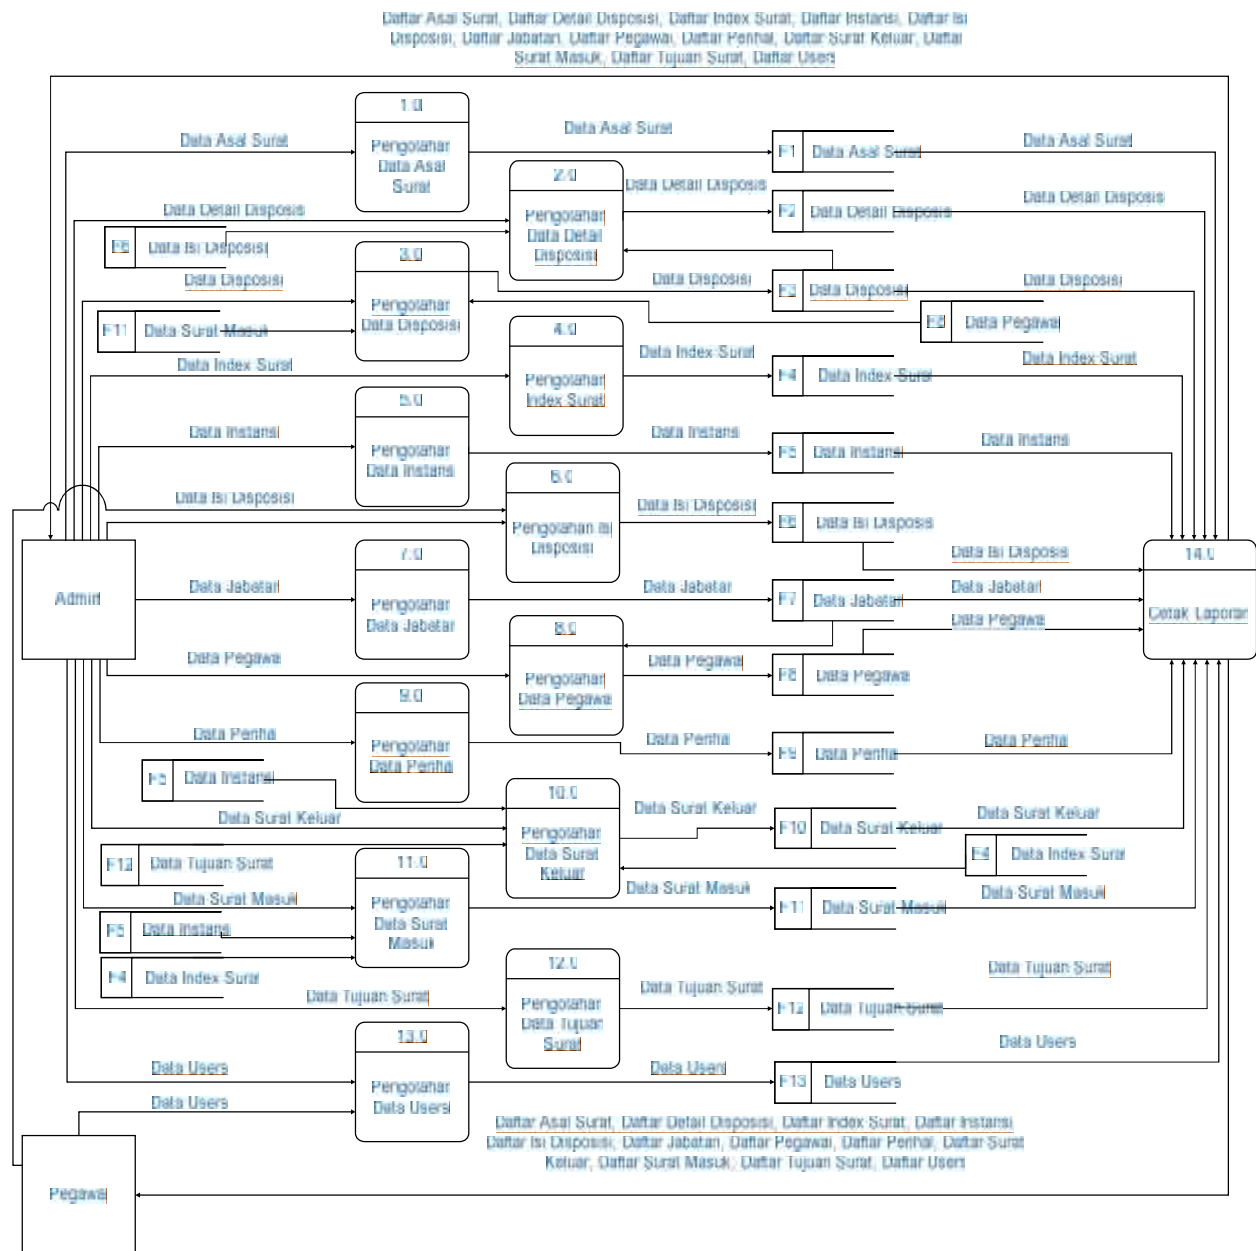 Daftar Asal Surat, Daftar Detail Disposisi, Daftar Index Surat, Daftar Instansi, Daftar Isi
Disposisi, Daftar Jabatan, Daftar Pegawai, Daftar Perihal, Daftar Surat Keluar, Daftar
Surat Masuk, Daftar Tujuan Surat, Daftar Users
1.0
Pengolahan
Data Asal
Surat
Data Asal Surat
Data Asal Surat
F1 Data Asal Surat
Data Asal Surat
2.0
Pengolahan
Data Detail
Disposisi
Data Detail Disposisi
Data Detail Disposisi
F2 Data Detail Disposisi
Data Detail Disposisi
F6 Data Isi Disposisi
3.0
Pengolahan
Data Disposisi
Data Disposisi
Data Disposisi
F3 Data Disposisi
Data Disposisi
F11 Data Surat Masuk
F8 Data Pegawai
4.0
Pengolahan
Index Surat
Data Index Surat
Data Index Surat
F4 Data Index Surat
Data Index Surat
5.0
Pengolahan
Data Instansi
Data Instansi
Data Instansi
F5 Data Instansi
Data Instansi
6.0
Pengolahan Isi
Disposisi
Data Isi Disposisi
Data Isi Disposisi
F6 Data Isi Disposisi
Data Isi Disposisi
Admin
7.0
Pengolahan
Data Jabatan
Data Jabatan
Data Jabatan
F7 Data Jabatan
Data Jabatan
14.0
Cetak Laporan
8.0
Pengolahan
Data Pegawai
Data Pegawai
Data Pegawai
F8 Data Pegawai
Data Pegawai
9.0
Pengolahan
Data Perihal
Data Perihal
Data Perihal
F9 Data Perihal
Data Perihal
F5 Data Instansi
10.0
Pengolahan
Data Surat
Keluar
Data Surat Keluar
Data Surat Keluar
F10 Data Surat Keluar
Data Surat Keluar
F12 Data Tujuan Surat
F4 Data Index Surat
11.0
Pengolahan
Data Surat
Masuk
Data Surat Masuk
Data Surat Masuk
F11 Data Surat Masuk
Data Surat Masuk
F5 Data Instansi
F4 Data Index Surat
12.0
Pengolahan
Data Tujuan
Surat
Data Tujuan Surat
Data Tujuan Surat
F12 Data Tujuan Surat
Data Tujuan Surat
13.0
Pengolahan
Data Users
Data Users
Data Users
Data Users
F13 Data Users
Data Users
Daftar Asal Surat, Daftar Detail Disposisi, Daftar Index Surat, Daftar Instansi
Daftar Isi Disposisi, Daftar Jabatan, Daftar Pegawai, Daftar Perihal, Daftar Surat
Keluar, Daftar Surat Masuk, Daftar Tujuan Surat, Daftar Users
Pegawai